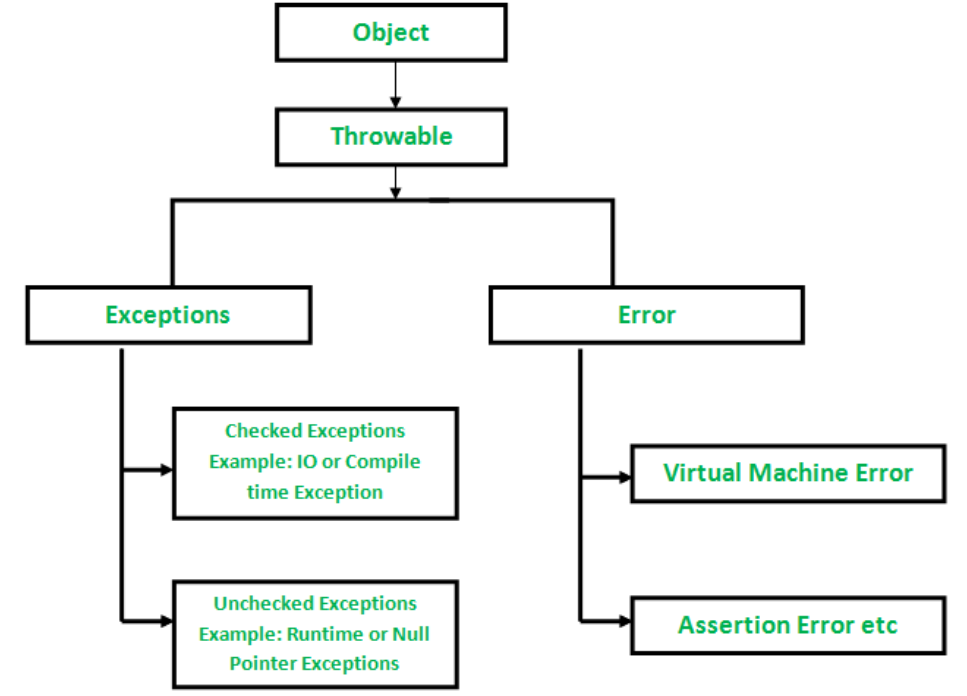 Object
Throwable
Exceptions
Error
Checked Exceptions
Example: IO or Compile
time Exception
Virtual Machine Error
Unchecked Exceptions
Example: Runtime or Null
Pointer Exceptions
Assertion Error etc